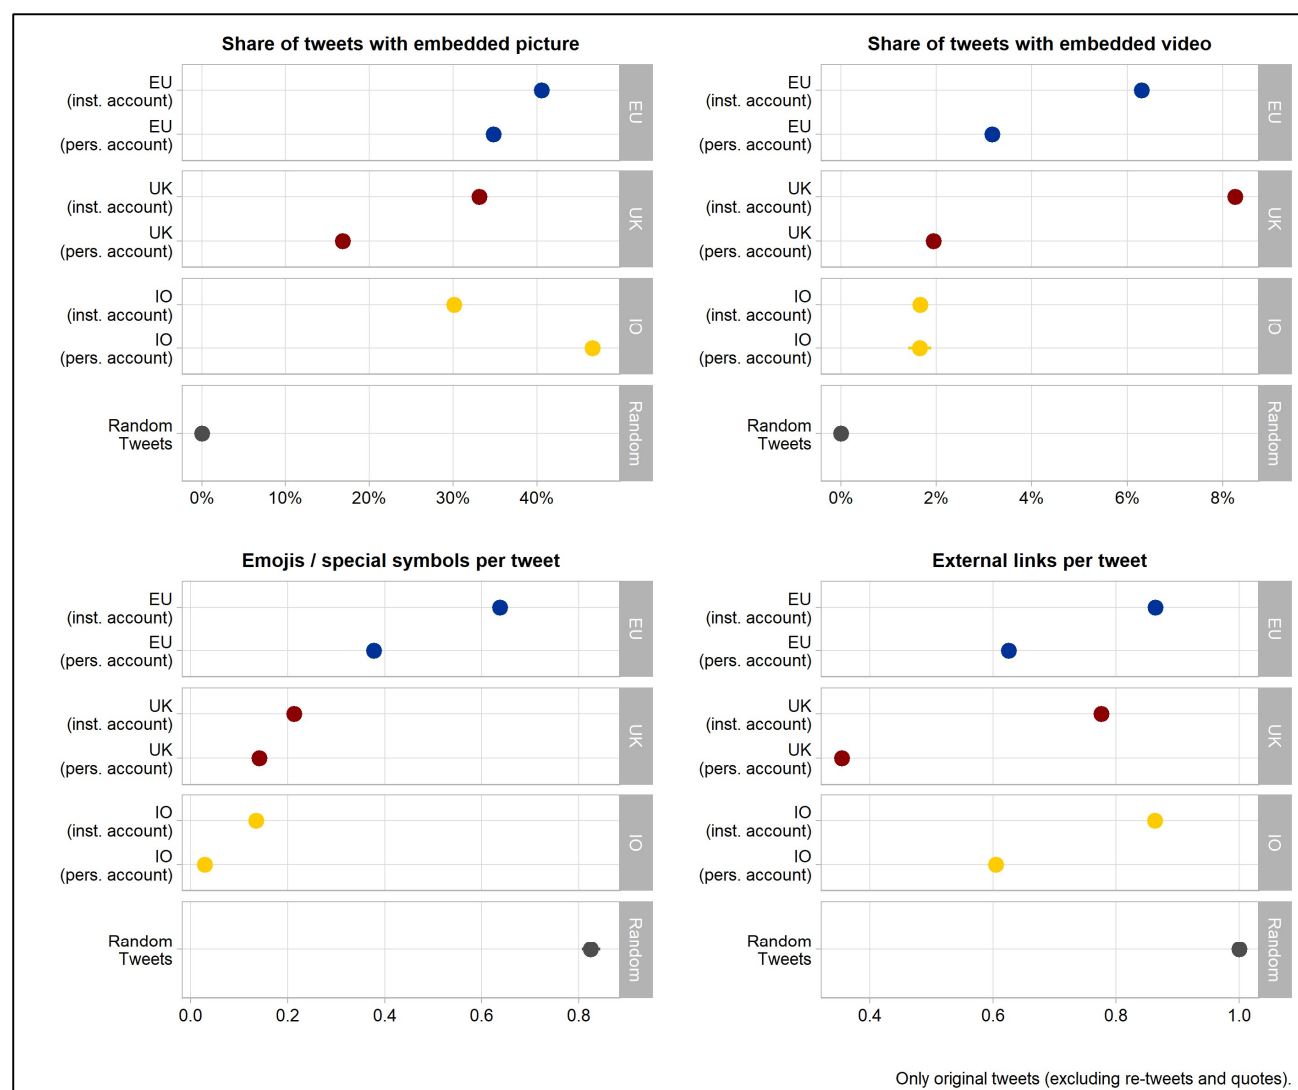 Share of tweets with embedded picture
EU
(inst. account)
EU
(pers. account)
EU
UK
(inst. account)
UK
(pers. account)
UK
IO
(inst. account)
IO
(pers. account)
IO
Random
Tweets
Random
0% 10% 20% 30% 40%
Share of tweets with embedded video
EU
(inst. account)
EU
(pers. account)
EU
UK
(inst. account)
UK
(pers. account)
UK
IO
(inst. account)
IO
(pers. account)
IO
Random
Tweets
Random
0% 2% 4% 6% 8%
Emojis / special symbols per tweet
EU
(inst. account)
EU
(pers. account)
EU
UK
(inst. account)
UK
(pers. account)
UK
IO
(inst. account)
IO
(pers. account)
IO
Random
Tweets
Random
0.0 0.2 0.4 0.6 0.8
External links per tweet
EU
(inst. account)
EU
(pers. account)
EU
UK
(inst. account)
UK
(pers. account)
UK
IO
(inst. account)
IO
(pers. account)
IO
Random
Tweets
Random
0.4 0.6 0.8 1.0
Only original tweets (excluding re-tweets and quotes).